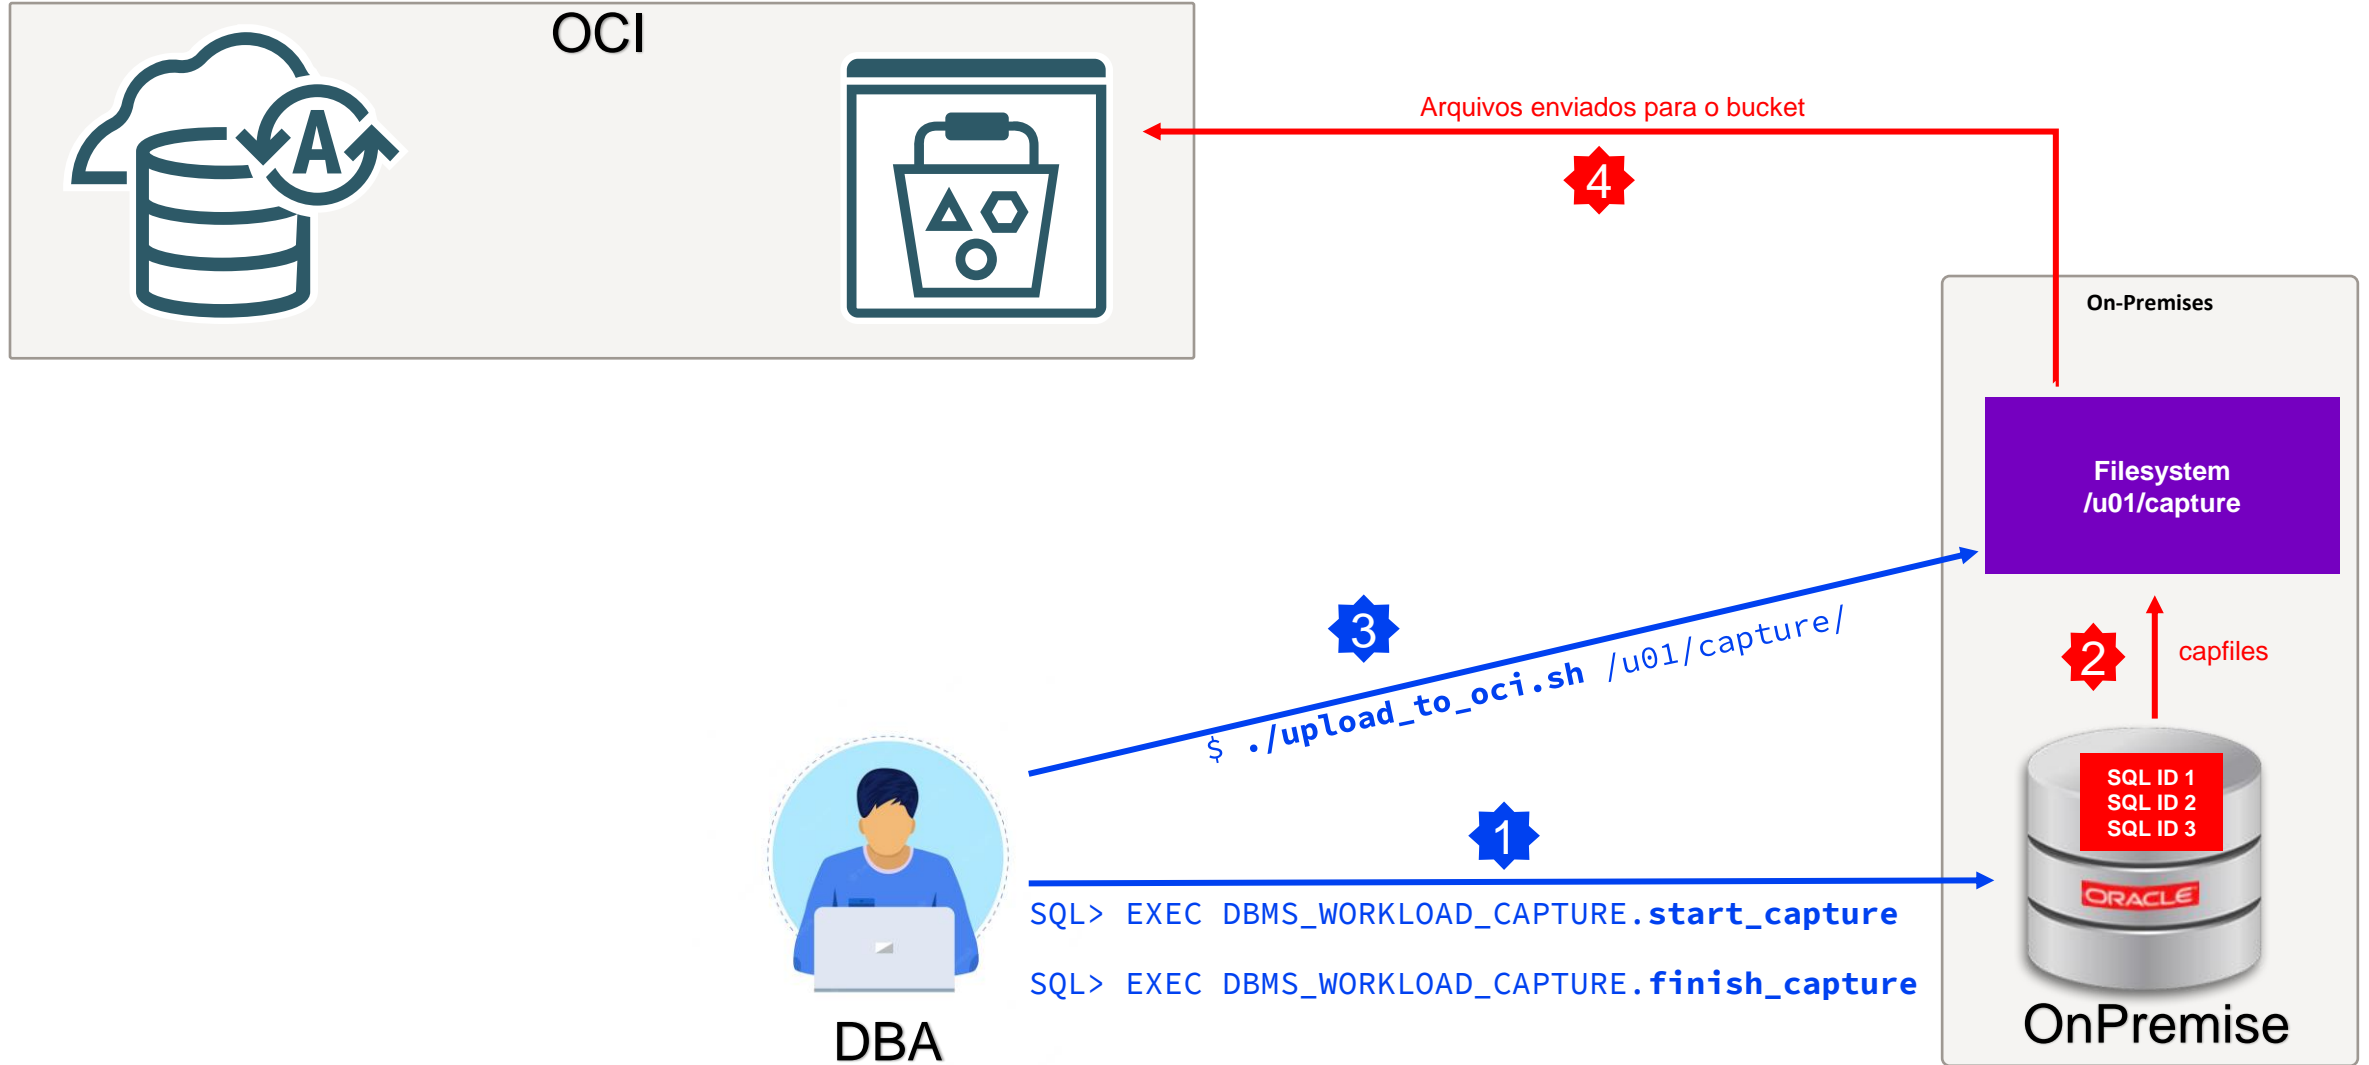 OCI
A
Arquivos enviados para o bucket
4
On-Premises
Filesystem
/u01/capture
3
$ ./upload_to_oci.sh /u01/capture/
2
capfiles
SQL ID 1
SQL ID 2
SQL ID 3
1
ORACLE
SQL> EXEC DBMS_WORKLOAD_CAPTURE.start_capture
SQL> EXEC DBMS_WORKLOAD_CAPTURE.finish_capture
DBA
OnPremise